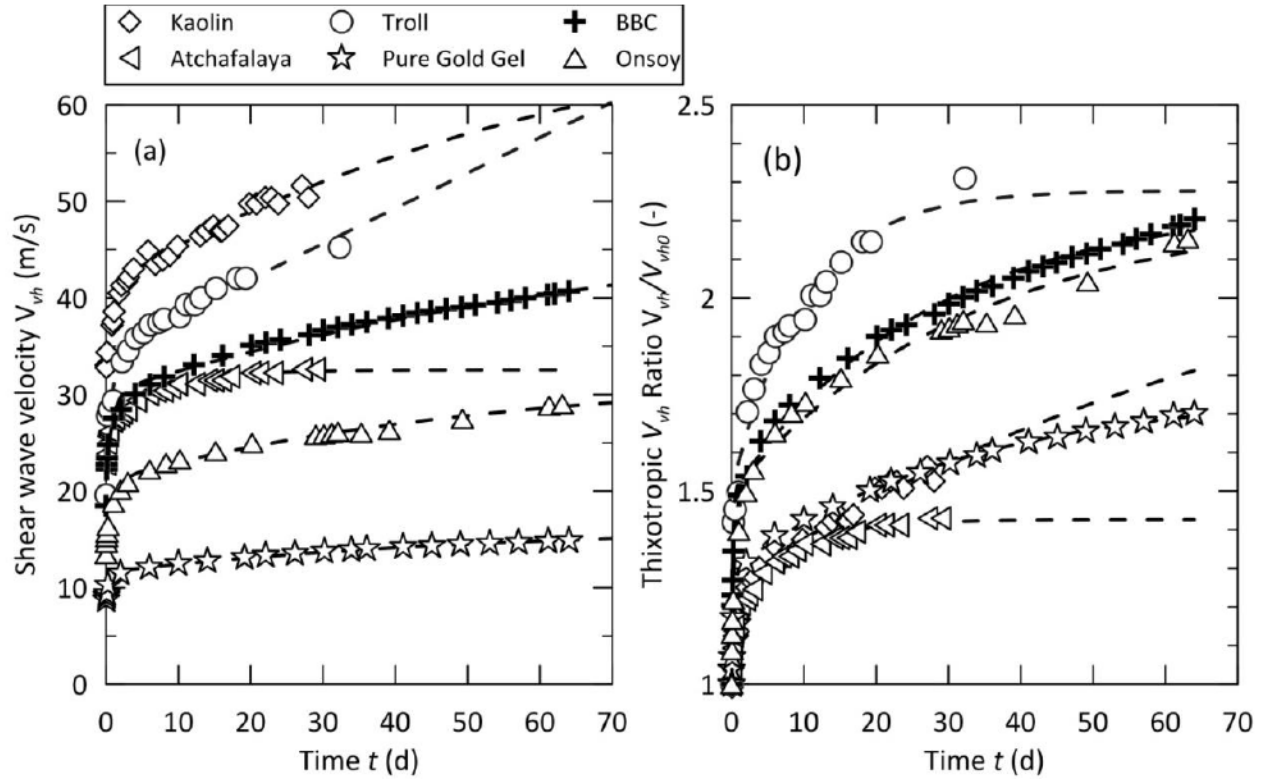 Kaolin Troll BBC
Atchafalaya Pure Gold Gel Onsoy
(a)
60
50
40
30
20
10
0
Shear wave velocity V_vh (m/s)
0 10 20 30 40 50 60 70
Time t (d)
(b)
2.5
2
1.5
1
Thixotropic V_vh Ratio V_vh/V_vh0 (-)
0 10 20 30 40 50 60 70
Time t (d)